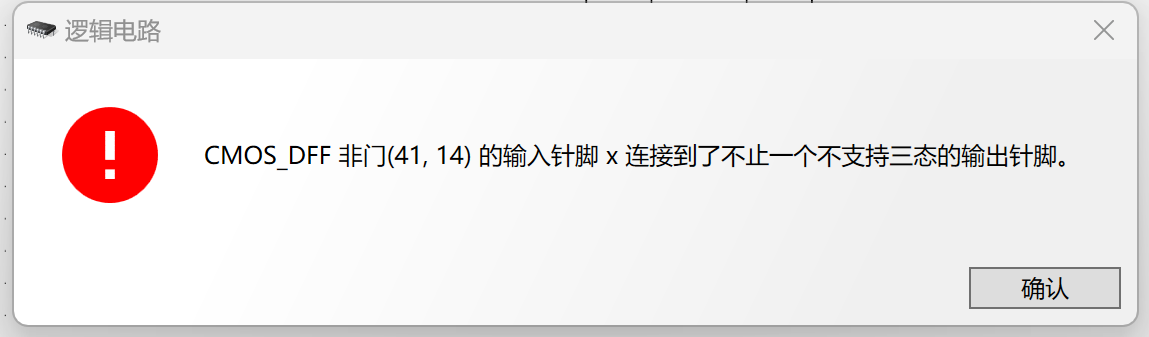 逻辑电路
CMOS_DFF 非门(41, 14) 的输入针脚 x 连接到了不止一个不支持三态的输出针脚。
确认